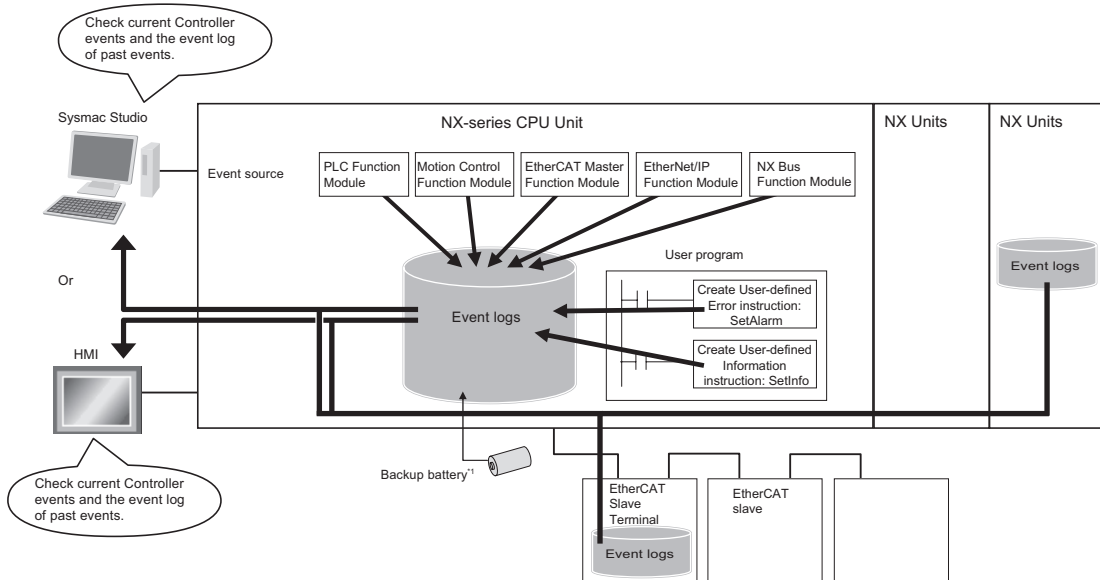 Check current Controller
events and the event log
of past events.
Sysmac Studio
NX-series CPU Unit
NX Units
NX Units
Event source
PLC Function
Module
Motion Control
Function Module
EtherCAT Master
Function Module
EtherNet/IP
Function Module
NX Bus
Function Module
User program
Event logs
Create User-defined
Error instruction:
SetAlarm
Create User-defined
Information
instruction: SetInfo
Event logs
Or
HMI
Backup battery*1
Check current Controller
events and the event log
of past events.
EtherCAT
Slave
Terminal
Event logs
EtherCAT
slave